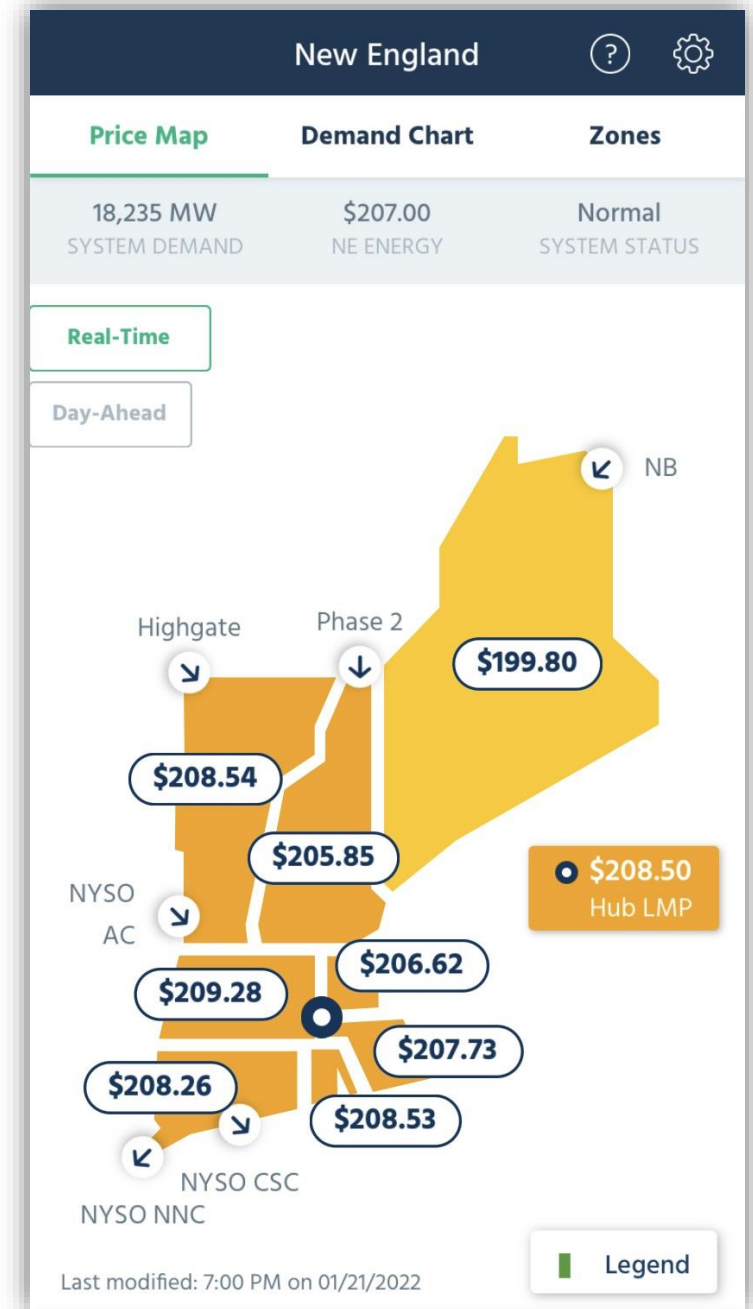 New England ?
Price Map Demand Chart Zones
18,235 MW $207.00 Normal
SYSTEM DEMAND NE ENERGY SYSTEM STATUS
Real-Time
Day-Ahead
NB
Highgate Phase 2
$199.80
$208.54
$205.85
$208.50
Hub LMP
NYSO
AC
$206.62
$209.28
$207.73
$208.26
$208.53
NYSO CSC
NYSO NNC
Legend
Last modified: 7:00 PM on 01/21/2022